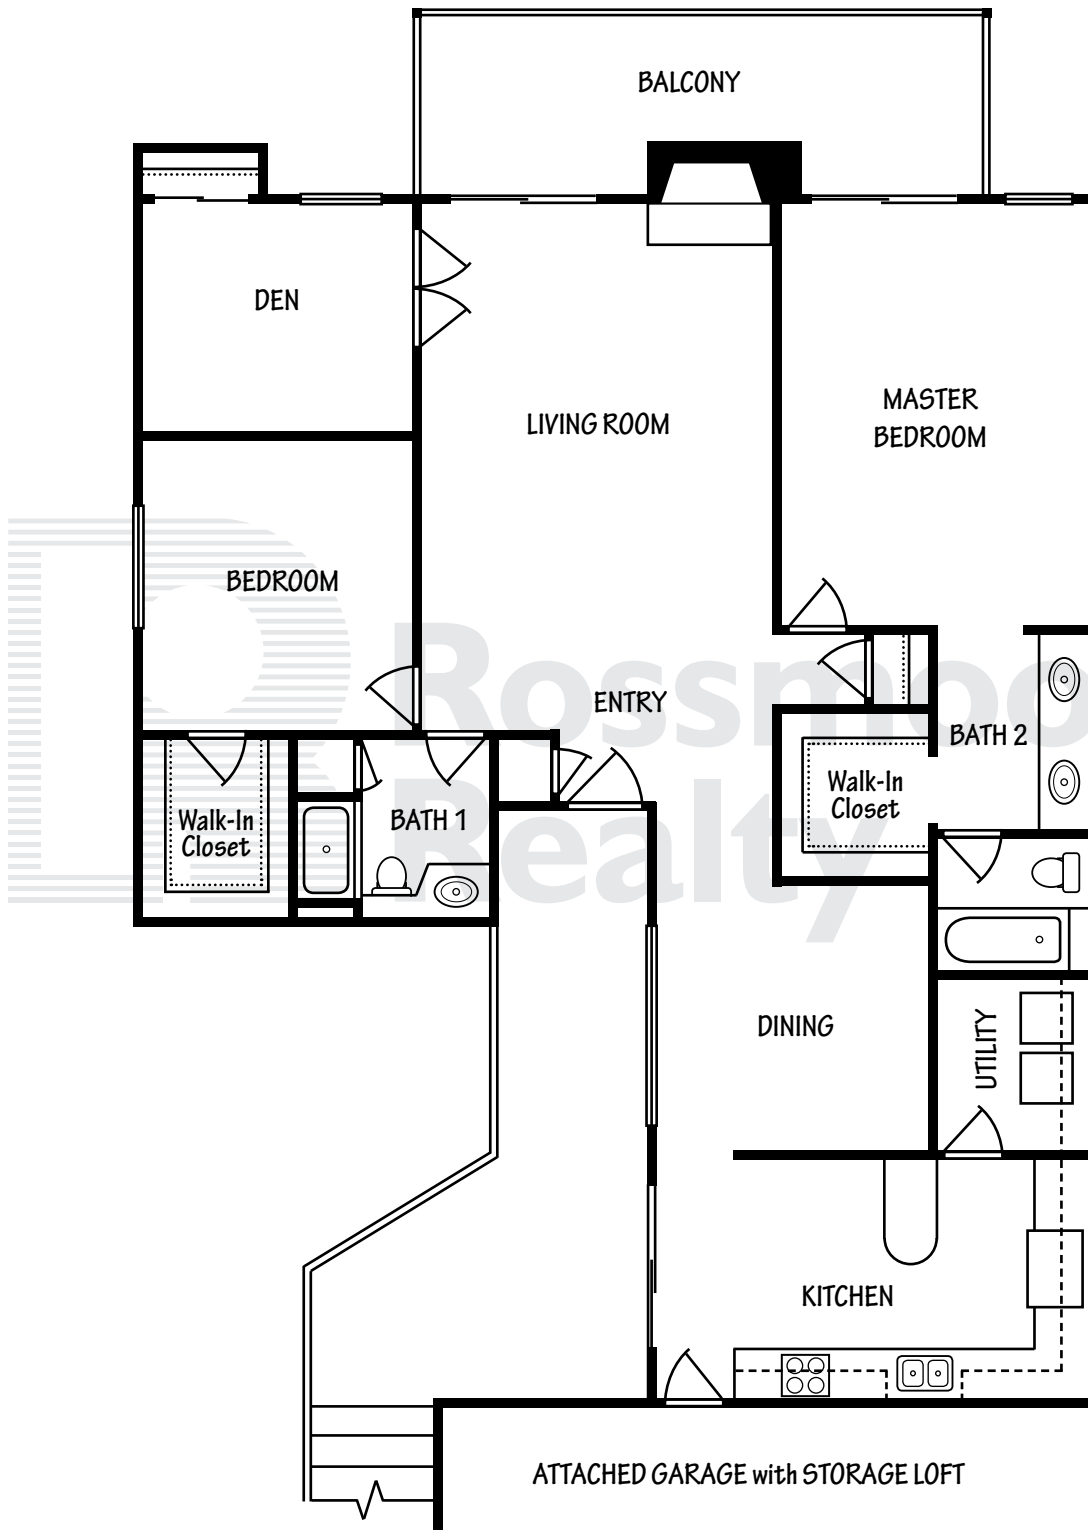 BALCONY
DEN
LIVING ROOM
MASTER
BEDROOM
BEDROOM
ENTRY
BATH 2
Walk-In
Closet
Walk-In
Closet
BATH 1
DINING
UTILITY
KITCHEN
ATTACHED GARAGE with STORAGE LOFT
Rossmoo
Realty